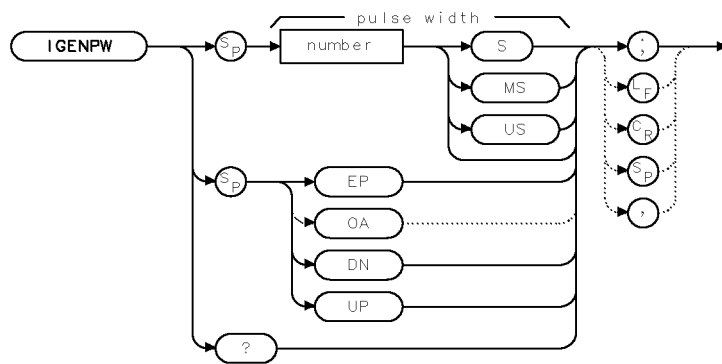 pulse width
IGENPW
SP
number
S
;
MS
LF
US
CR
SP
EP
SP
OA
,
DN
UP
?